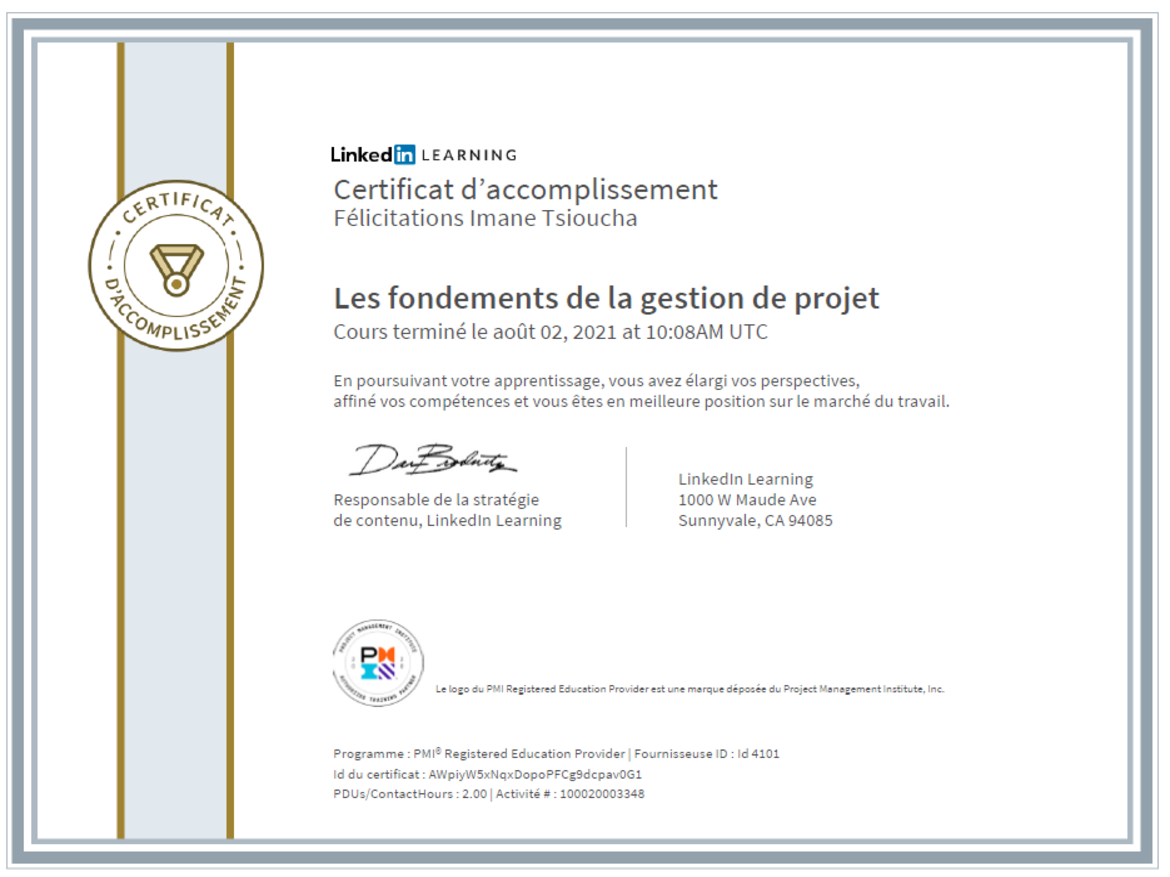 Linked in LEARNING
Certificat d’accomplissement
Félicitations Imane Tsioucha
CERTIFICAT
D'ACCOMPLISSEMENT
Les fondements de la gestion de projet
Cours terminé le août 02, 2021 at 10:08AM UTC
En poursuivant votre apprentissage, vous avez élargi vos perspectives,
affiné vos compétences et vous êtes en meilleure position sur le marché du travail.
Responsable de la stratégie
de contenu, LinkedIn Learning
LinkedIn Learning
1000 W Maude Ave
Sunnyvale, CA 94085
PROJECT MANAGEMENT INSTITUTE
PMI
AUTHORIZED TRAINING PARTNER
Le logo du PMI Registered Education Provider est une marque déposée du Project Management Institute, Inc.
Programme : PMI® Registered Education Provider | Fournisseuse ID : Id 4101
Id du certificat : AWpiyW5xNqxDopoPFCg9dcpav0G1
PDUs/ContactHours : 2.00 | Activité # : 100020003348